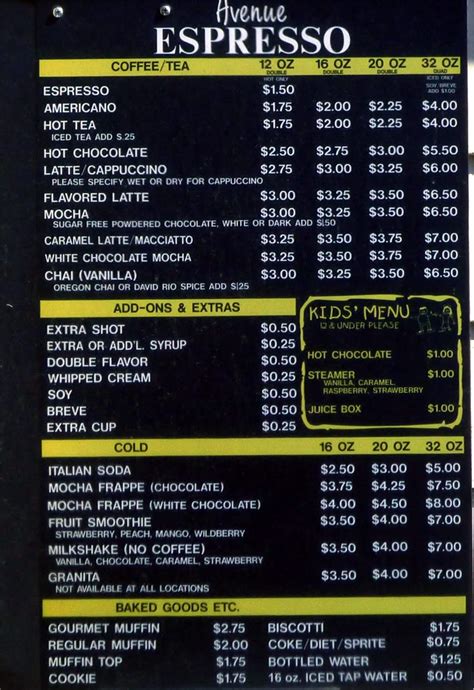 Avenue
ESPRESSO
COFFEE/TEA 12 OZ 16 OZ 20 OZ 32 OZ
DOUBLE DOUBLE DOUBLE QUAD
HOT ONLY ICED ONLY
ESPRESSO $1.50 SOY, BREVE ADD $1.00
AMERICANO $1.75 $2.00 $2.25 $4.00
HOT TEA $1.75 $2.00 $2.25 $4.00
ICED TEA ADD $.25
HOT CHOCOLATE $2.50 $2.75 $3.00 $5.50
LATTE/CAPPUCCINO $2.75 $3.00 $3.25 $6.00
PLEASE SPECIFY WET OR DRY FOR CAPPUCCINO
FLAVORED LATTE $3.00 $3.25 $3.50 $6.50
MOCHA $3.00 $3.25 $3.50 $6.50
SUGAR FREE POWDERED CHOCOLATE, WHITE OR DARK ADD $.50
CARAMEL LATTE/MACCIATTO $3.25 $3.50 $3.75 $7.00
WHITE CHOCOLATE MOCHA $3.25 $3.50 $3.75 $7.00
CHAI (VANILLA) $3.00 $3.25 $3.50 $6.50
OREGON CHAI OR DAVID RIO SPICE ADD $.25
ADD-ONS & EXTRAS
EXTRA SHOT $0.50
EXTRA OR ADD'L. SYRUP $0.25
DOUBLE FLAVOR $0.50
WHIPPED CREAM $0.25
SOY $0.50
BREVE $0.50
EXTRA CUP $0.25
KIDS' MENU
12 & UNDER PLEASE
HOT CHOCOLATE $1.00
STEAMER $1.00
VANILLA, CARAMEL,
RASPBERRY, STRAWBERRY
JUICE BOX $1.00
COLD 16 OZ 20 OZ 32 OZ
ITALIAN SODA $2.50 $3.00 $5.00
MOCHA FRAPPE (CHOCOLATE) $3.75 $4.25 $7.50
MOCHA FRAPPE (WHITE CHOCOLATE) $4.00 $4.50 $8.00
FRUIT SMOOTHIE $3.50 $4.00 $7.00
STRAWBERRY, PEACH, MANGO, WILDBERRY
MILKSHAKE (NO COFFEE) $3.50 $4.00 $7.00
VANILLA, CHOCOLATE, CARAMEL, STRAWBERRY
GRANITA $3.50 $4.00 $7.00
NOT AVAILABLE AT ALL LOCATIONS
BAKED GOODS ETC.
GOURMET MUFFIN $2.75 BISCOTTI $1.75
REGULAR MUFFIN $2.00 COKE/DIET/SPRITE $0.75
MUFFIN TOP $1.75 BOTTLED WATER $1.25
COOKIE $1.75 16 oz. ICED TAP WATER $0.50